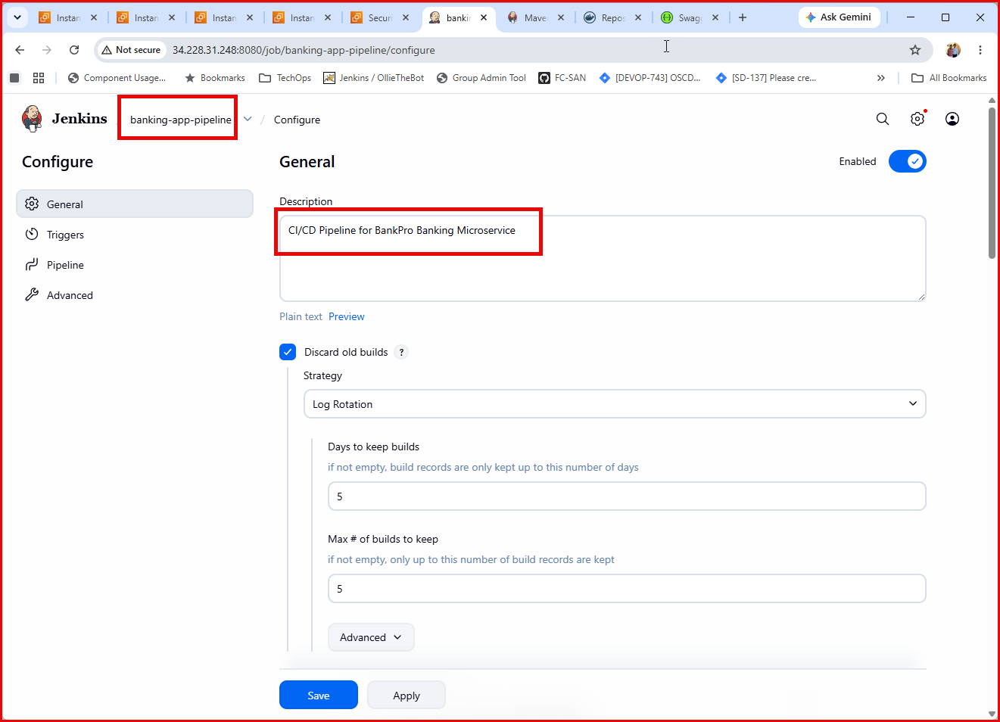 Instan
Instan
Instan
Instan
Securi
bankin
Mave
Repos
Swag
Ask Gemini
Not secure
34.228.31.248:8080/job/banking-app-pipeline/configure
Component Usage...
Bookmarks
TechOps
Jenkins / OllieTheBot
Group Admin Tool
FC-SAN
[DEVOP-743] OSCD...
[SD-137] Please cre...
»
All Bookmarks
Jenkins
banking-app-pipeline
/
Configure
Configure
General
Triggers
Pipeline
Advanced
General
Enabled
Description
CI/CD Pipeline for BankPro Banking Microservice
Plain text Preview
Discard old builds ?
Strategy
Log Rotation
Days to keep builds
if not empty, build records are only kept up to this number of days
5
Max # of builds to keep
if not empty, only up to this number of build records are kept
5
Advanced
Save
Apply